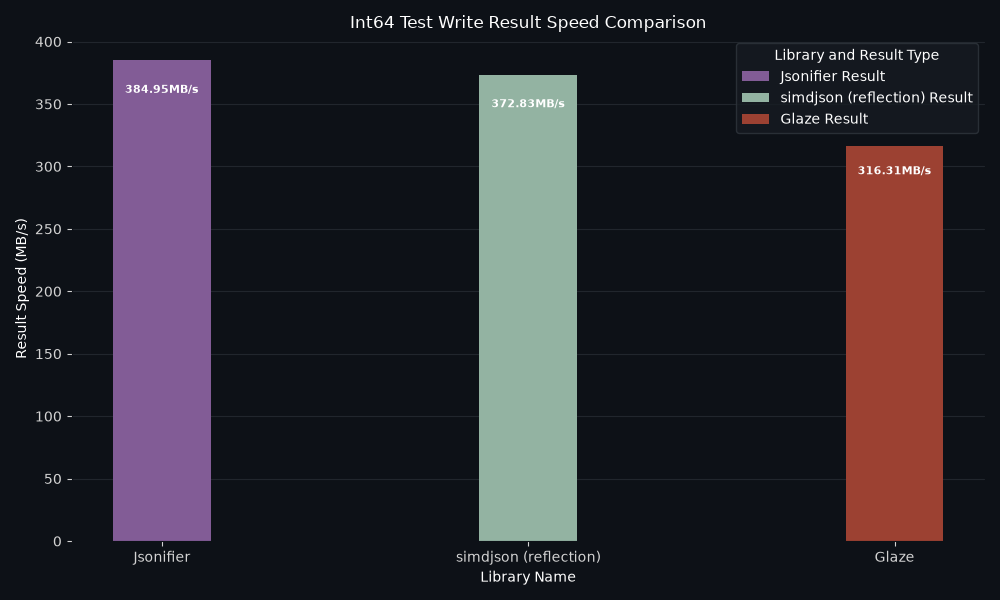 Int64 Test Write Result Speed Comparison
Library and Result Type
Jsonifier Result
simdjson (reflection) Result
Glaze Result
Result Speed (MB/s)
400
350
300
250
200
150
100
50
0
384.95MB/s
372.83MB/s
316.31MB/s
Jsonifier
simdjson (reflection)
Glaze
Library Name